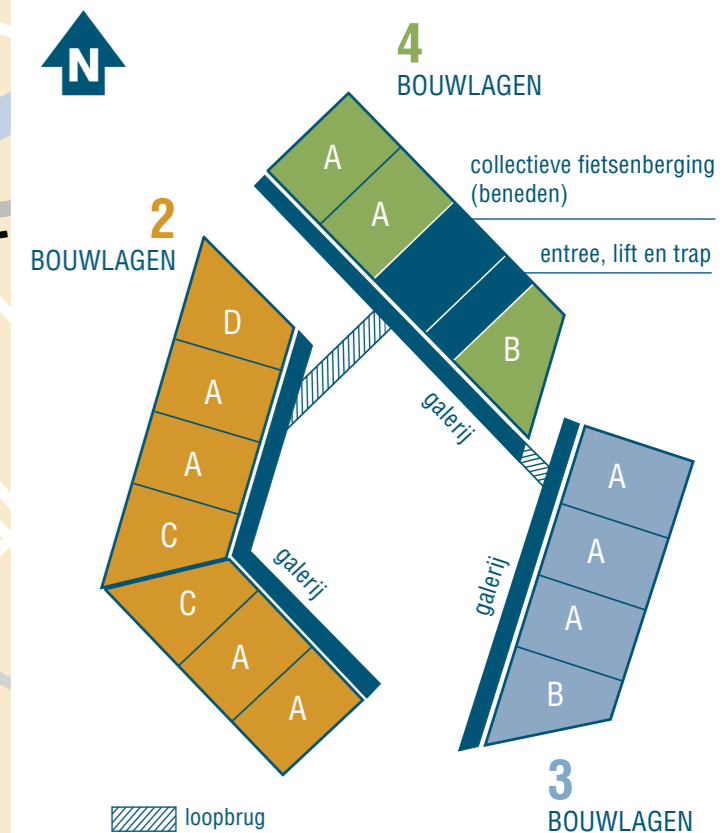 N
4
BOUWLAGEN
collectieve fietsenberging
(beneden)
entree, lift en trap
A
A
B
galerij
2
BOUWLAGEN
D
A
A
C
C
A
A
galerij
A
A
A
B
galerij
3
BOUWLAGEN
loopbrug